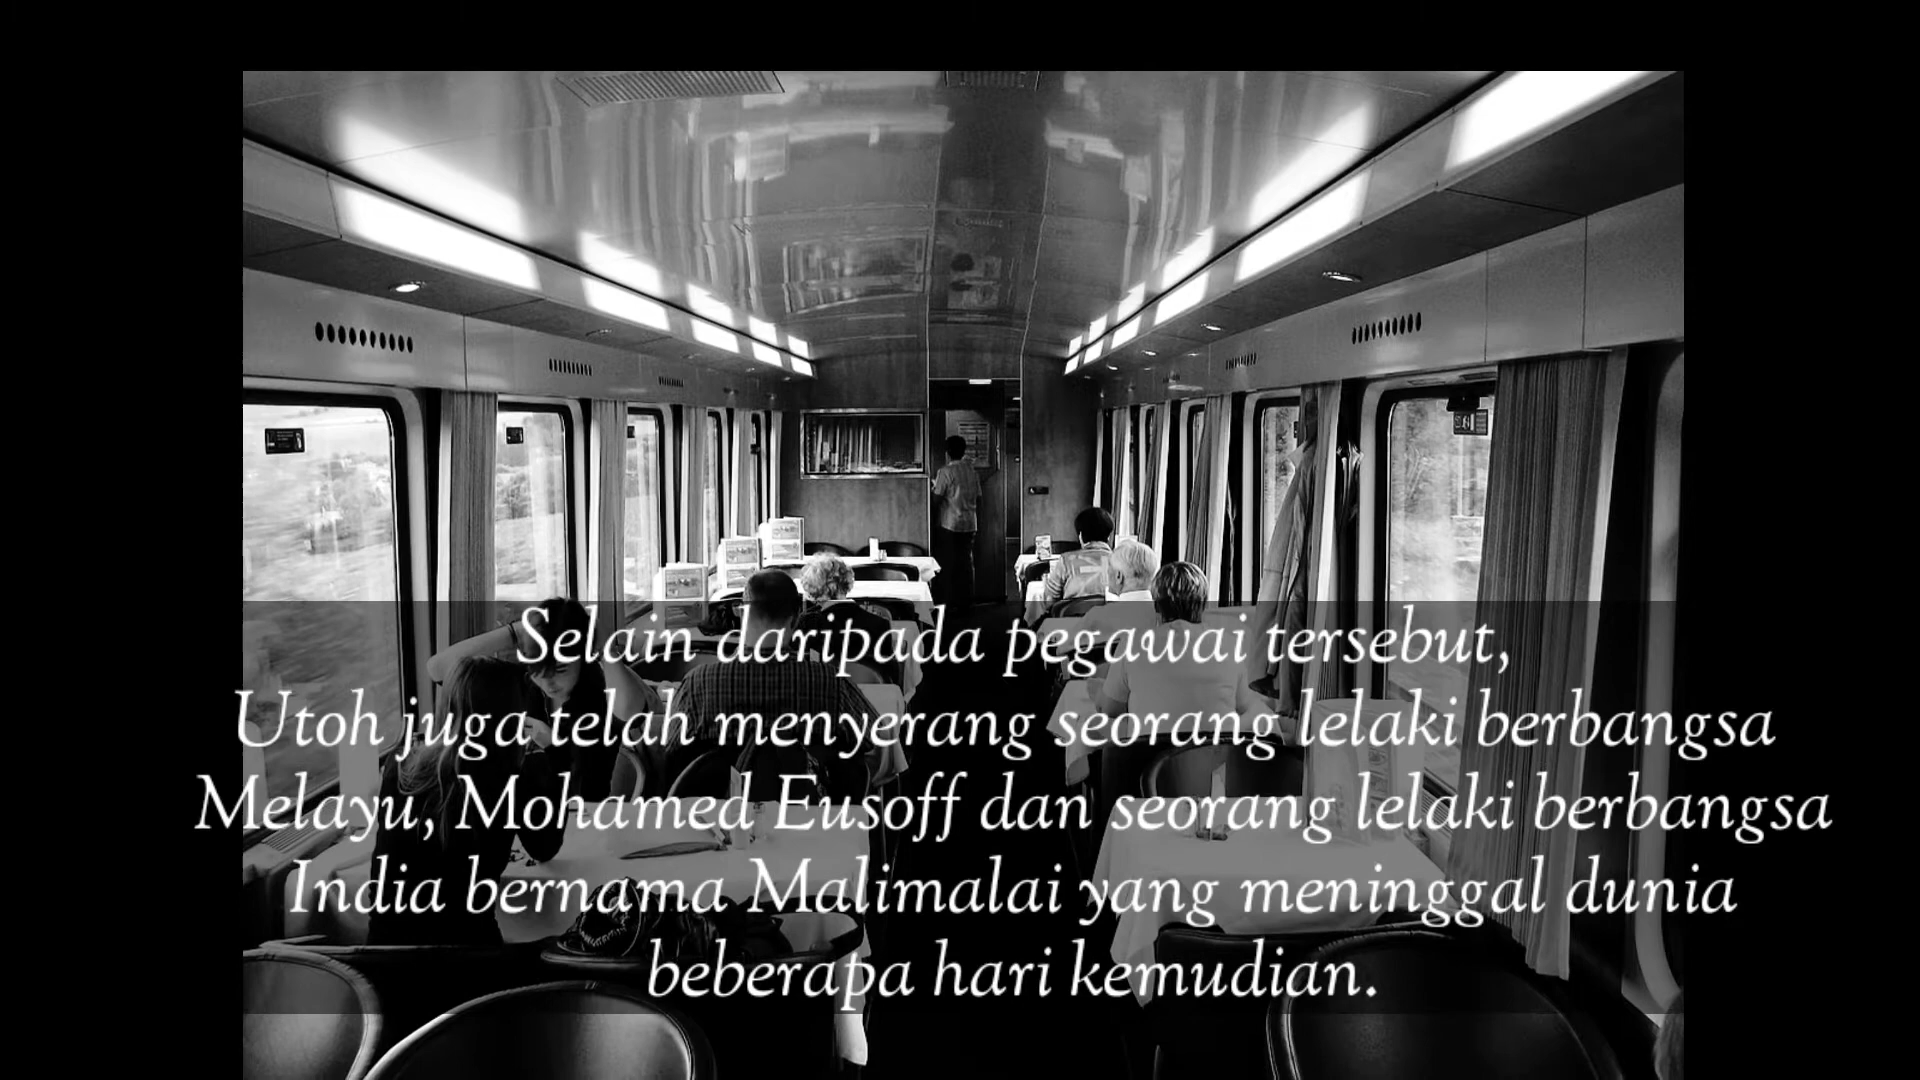 Selain daripada pegawai tersebut,
Utoh juga telah menyerang seorang lelaki berbangsa
Melayu, Mohamed Eusoff dan seorang lelaki berbangsa
India bernama Malimalai yang meninggal dunia
beberapa hari kemudian.